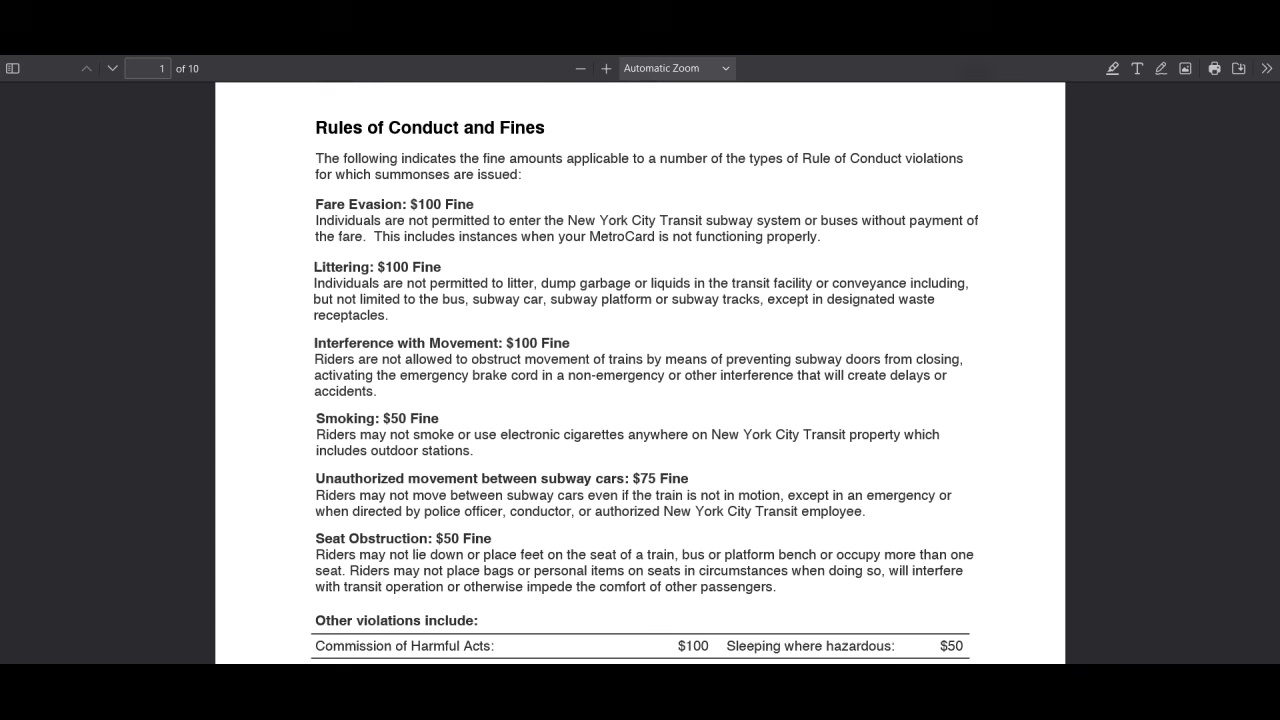 1 of 10 Automatic Zoom
Rules of Conduct and Fines
The following indicates the fine amounts applicable to a number of the types of Rule of Conduct violations
for which summonses are issued:
Fare Evasion: $100 Fine
Individuals are not permitted to enter the New York City Transit subway system or buses without payment of
the fare. This includes instances when your MetroCard is not functioning properly.
Littering: $100 Fine
Individuals are not permitted to litter, dump garbage or liquids in the transit facility or conveyance including,
but not limited to the bus, subway car, subway platform or subway tracks, except in designated waste
receptacles.
Interference with Movement: $100 Fine
Riders are not allowed to obstruct movement of trains by means of preventing subway doors from closing,
activating the emergency brake cord in a non-emergency or other interference that will create delays or
accidents.
Smoking: $50 Fine
Riders may not smoke or use electronic cigarettes anywhere on New York City Transit property which
includes outdoor stations.
Unauthorized movement between subway cars: $75 Fine
Riders may not move between subway cars even if the train is not in motion, except in an emergency or
when directed by police officer, conductor, or authorized New York City Transit employee.
Seat Obstruction: $50 Fine
Riders may not lie down or place feet on the seat of a train, bus or platform bench or occupy more than one
seat. Riders may not place bags or personal items on seats in circumstances when doing so, will interfere
with transit operation or otherwise impede the comfort of other passengers.
Other violations include:
Commission of Harmful Acts: $100 Sleeping where hazardous: $50